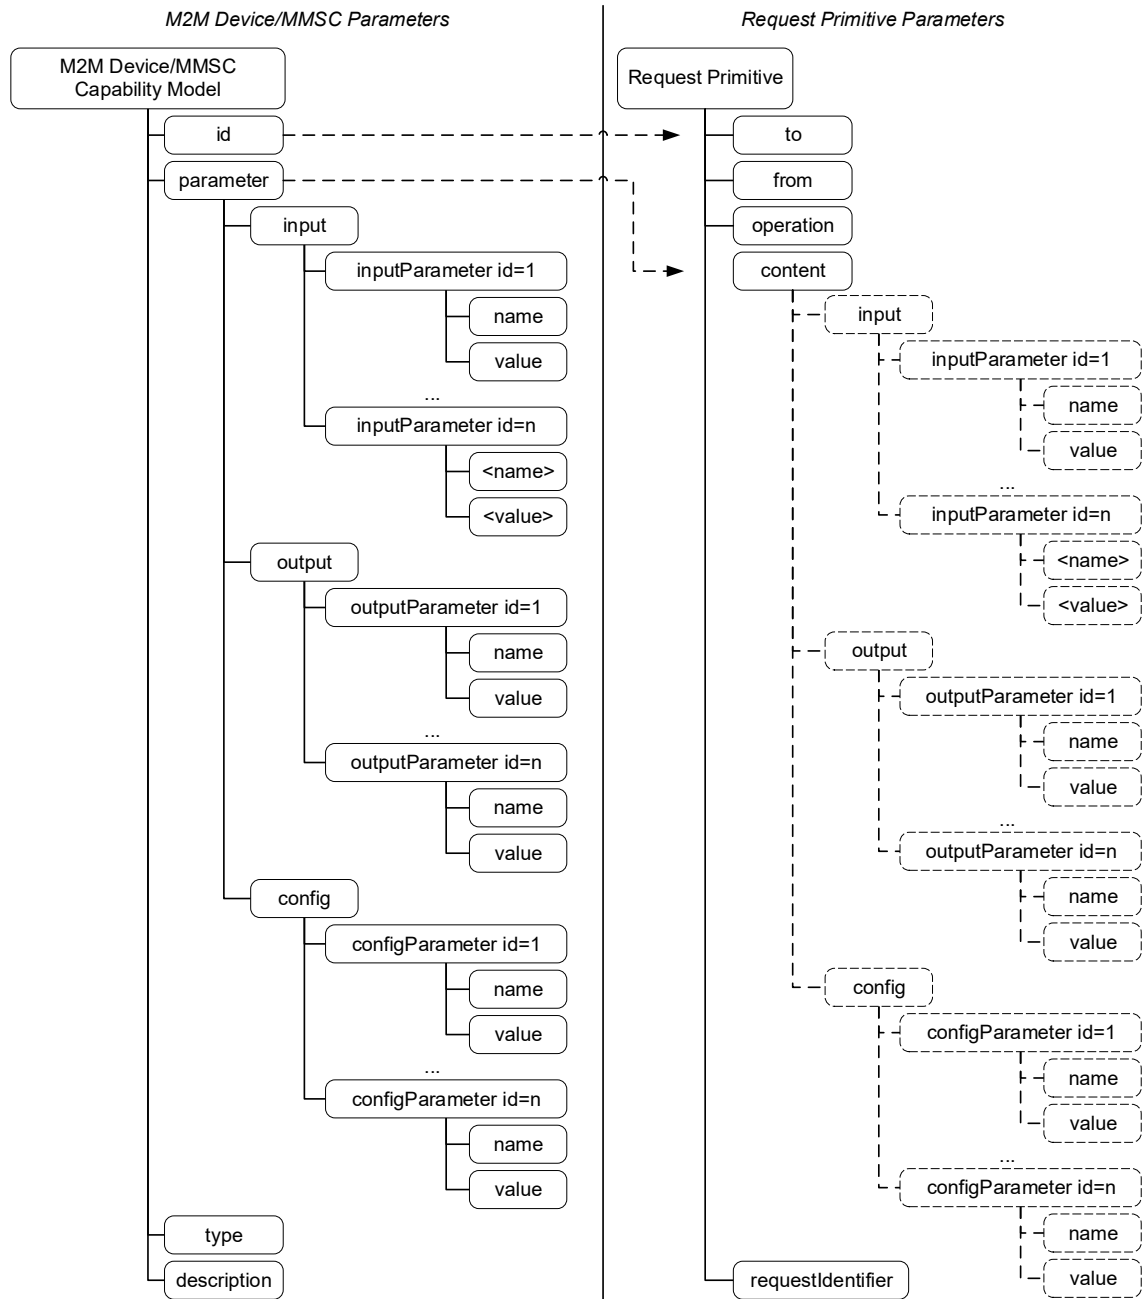 M2M Device/MMSC Parameters
M2M Device/MMSC
Capability Model
id
parameter
input
inputParameter id=1
name
value
...
inputParameter id=n
<name>
<value>
output
outputParameter id=1
name
value
...
outputParameter id=n
name
value
config
configParameter id=1
name
value
...
configParameter id=n
name
value
type
description
Request Primitive Parameters
Request Primitive
to
from
operation
content
input
inputParameter id=1
name
value
...
inputParameter id=n
<name>
<value>
output
outputParameter id=1
name
value
...
outputParameter id=n
name
value
config
configParameter id=1
name
value
...
configParameter id=n
name
value
requestIdentifier